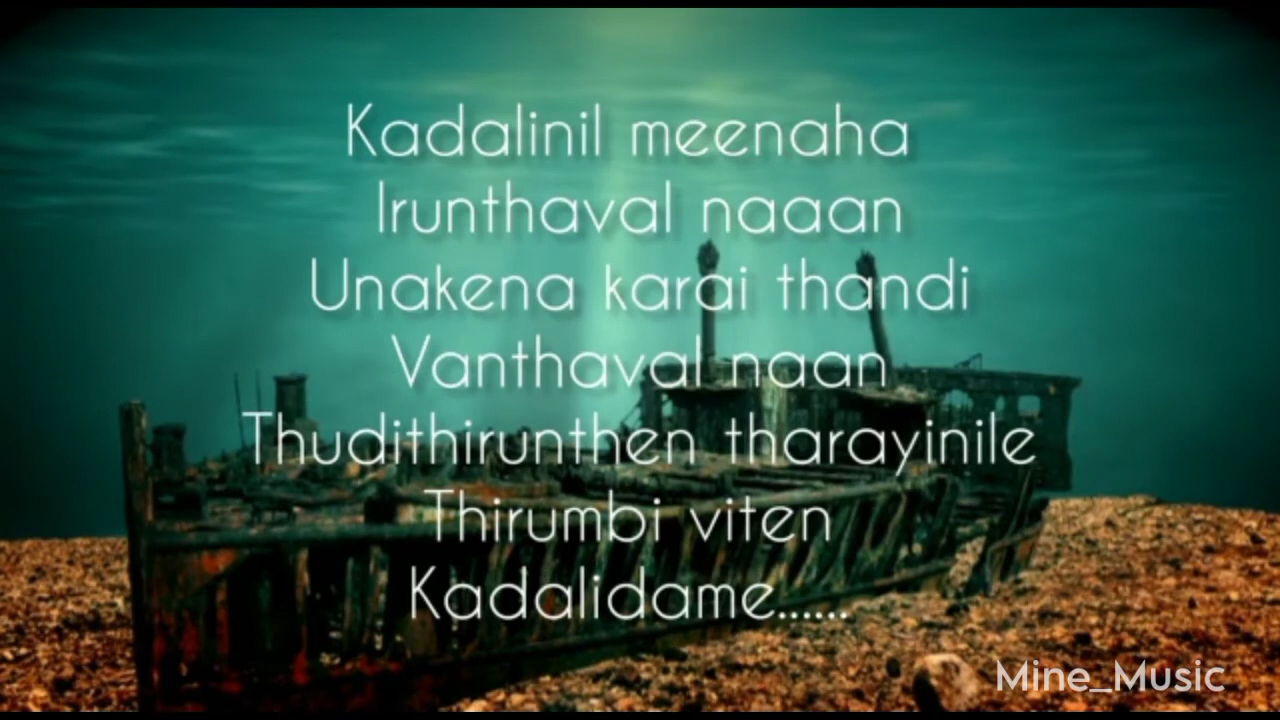 Kadalinil meenaha
Irunthaval naaan
Unakena karai thandi
Vanthaval naan
Thudithirunthen tharayinile
Thirumbi viten
Kadalidame......
Mine_Music